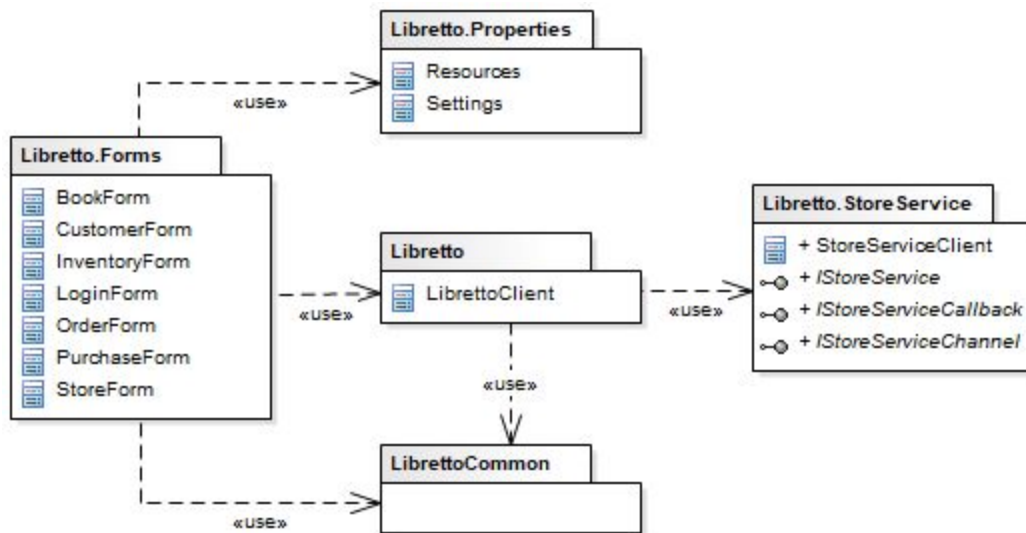 Libretto.Properties
Resources
Settings
«use»
Libretto.Forms
BookForm
CustomerForm
InventoryForm
LoginForm
OrderForm
PurchaseForm
StoreForm
«use»
Libretto
LibrettoClient
«use»
Libretto.StoreService
+ StoreServiceClient
+ IStoreService
+ IStoreServiceCallback
+ IStoreServiceChannel
«use»
LibrettoCommon
«use»